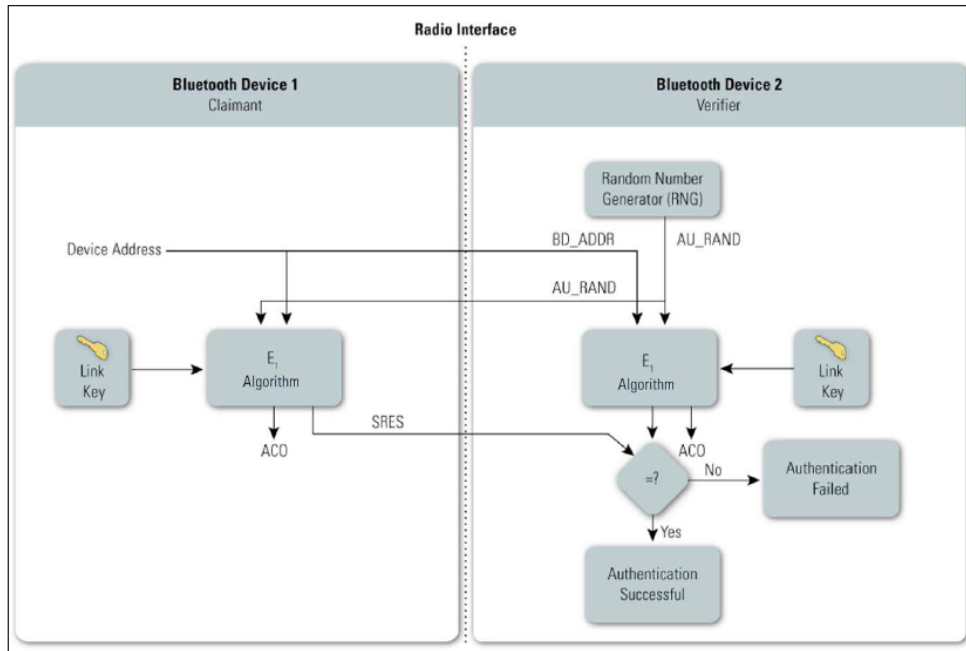 Radio Interface
Bluetooth Device 1
Claimant
Bluetooth Device 2
Verifier
Random Number
Generator (RNG)
Device Address
BD_ADDR
AU_RAND
AU_RAND
Link
Key
E1
Algorithm
E1
Algorithm
Link
Key
SRES
ACO
ACO
=?
No
Authentication
Failed
Yes
Authentication
Successful